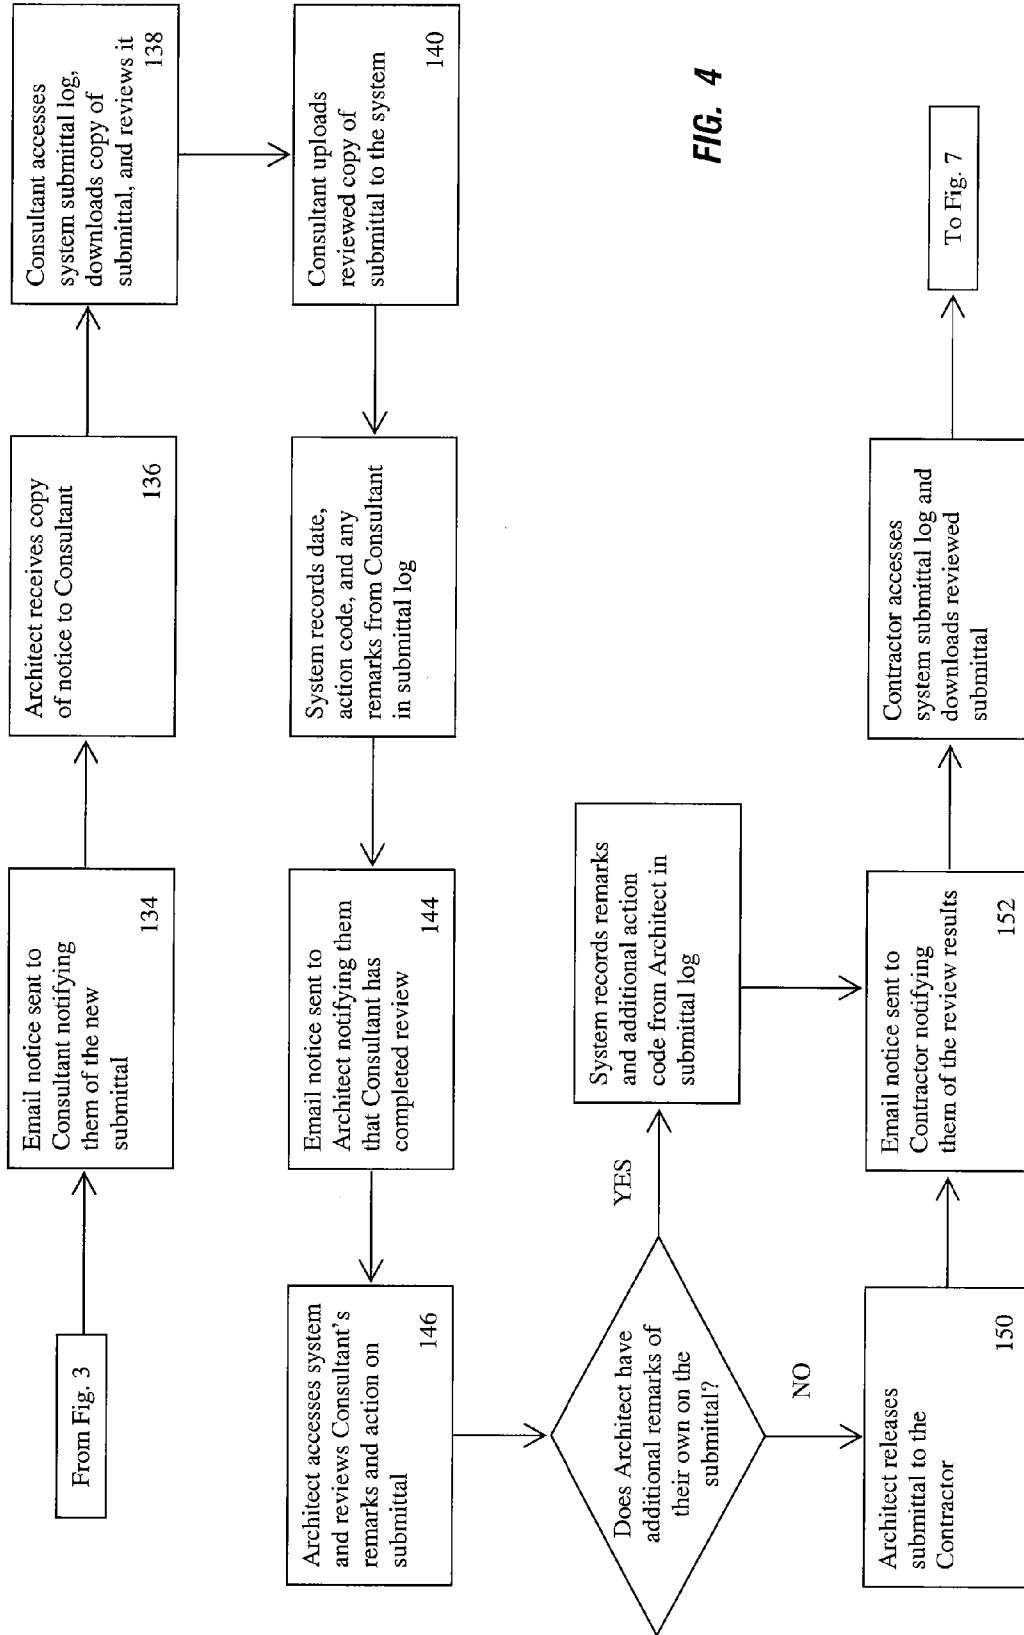 From Fig. 3
Email notice sent to
Consultant notifying
them of the new
submittal
134
Architect receives copy
of notice to Consultant
136
Consultant accesses
system submittal log,
downloads copy of
submittal, and reviews it
138
Consultant uploads
reviewed copy of
submittal to the system
140
System records date,
action code, and any
remarks from Consultant
in submittal log
Email notice sent to
Architect notifying them
that Consultant has
completed review
144
Architect accesses system
and reviews Consultant's
remarks and action on
submittal
146
Does Architect have
additional remarks of
their own on the
submittal?
YES
System records remarks
and additional action
code from Architect in
submittal log
NO
Architect releases
submittal to the
Contractor
150
Email notice sent to
Contractor notifying
them of the review results
152
Contractor accesses
system submittal log and
downloads reviewed
submittal
To Fig. 7
FIG. 4